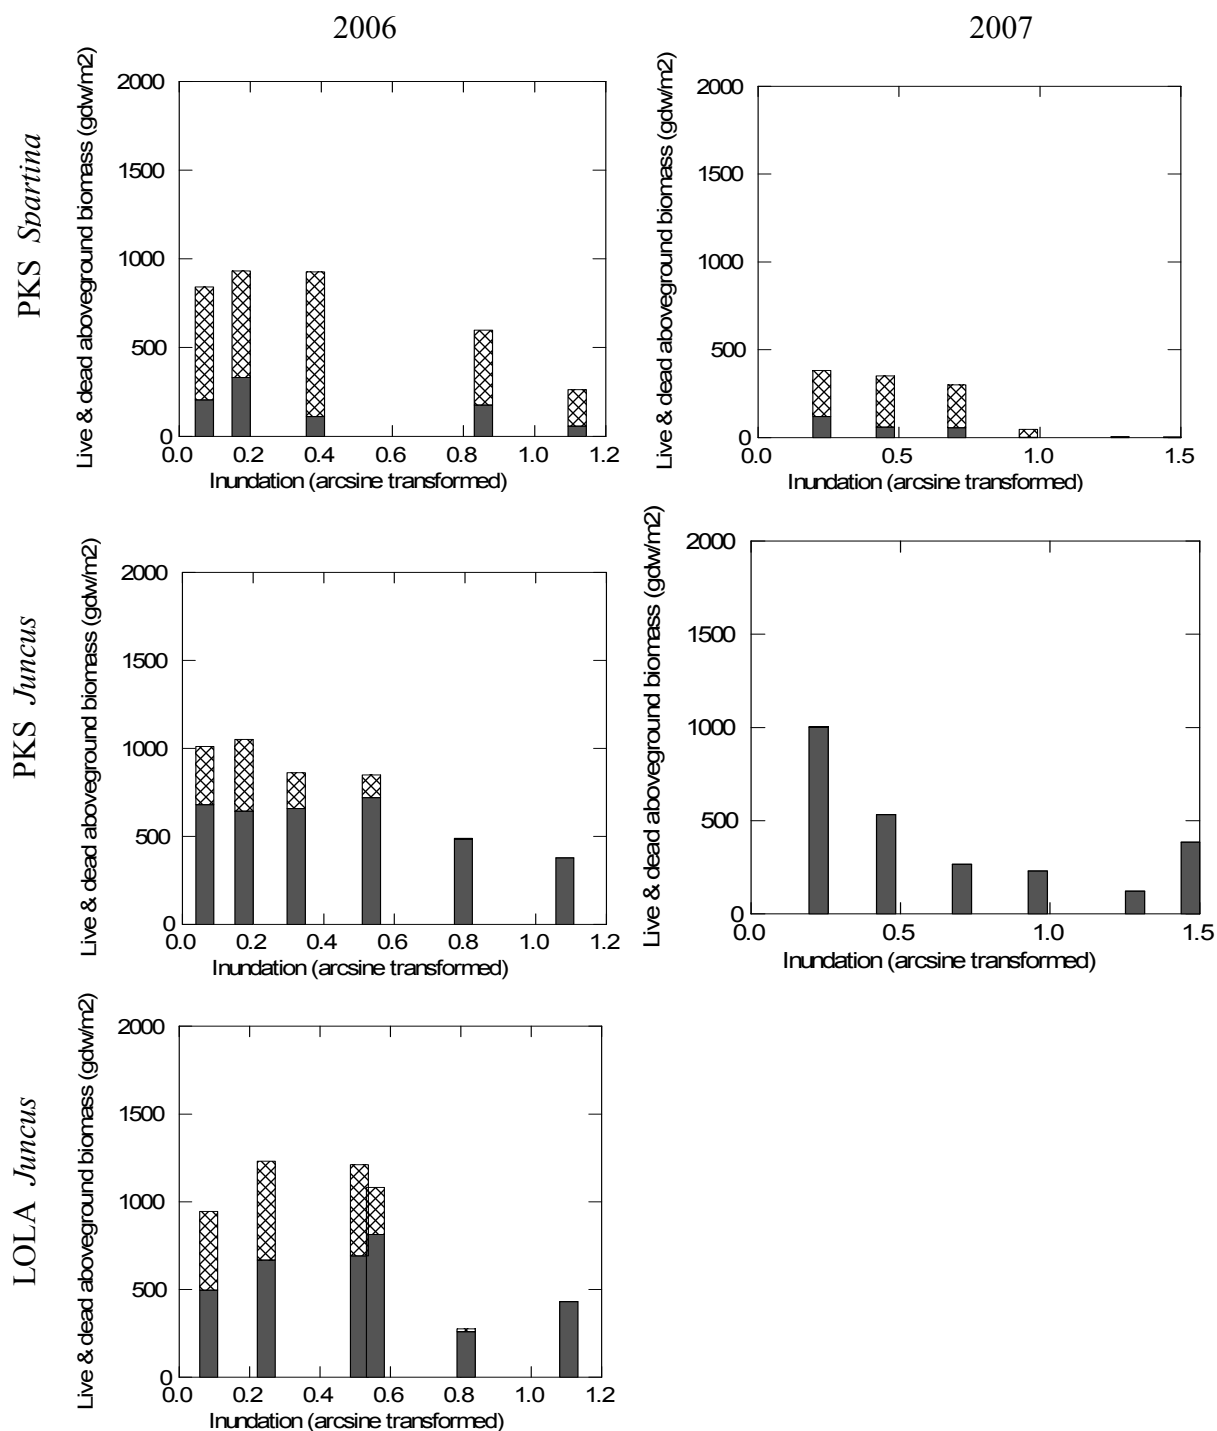 2006
2007
PKS Spartina
Live & dead aboveground biomass (gdw/m2)
2000
1500
1000
500
0
0.0 0.2 0.4 0.6 0.8 1.0 1.2
Inundation (arcsine transformed)
Live & dead aboveground biomass (gdw/m2)
2000
1500
1000
500
0
0.0 0.5 1.0 1.5
Inundation (arcsine transformed)
PKS Juncus
Live & dead aboveground biomass (gdw/m2)
2000
1500
1000
500
0
0.0 0.2 0.4 0.6 0.8 1.0 1.2
Inundation (arcsine transformed)
Live & dead aboveground biomass (gdw/m2)
2000
1500
1000
500
0
0.0 0.5 1.0 1.5
Inundation (arcsine transformed)
LOLA Juncus
Live & dead aboveground biomass (gdw/m2)
2000
1500
1000
500
0
0.0 0.2 0.4 0.6 0.8 1.0 1.2
Inundation (arcsine transformed)